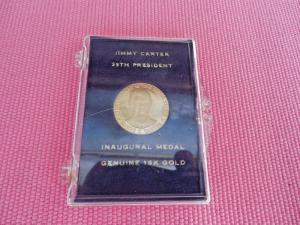 JIMMY CARTER
39TH PRESIDENT
INAUGURAL MEDAL
GENUINE 18K GOLD